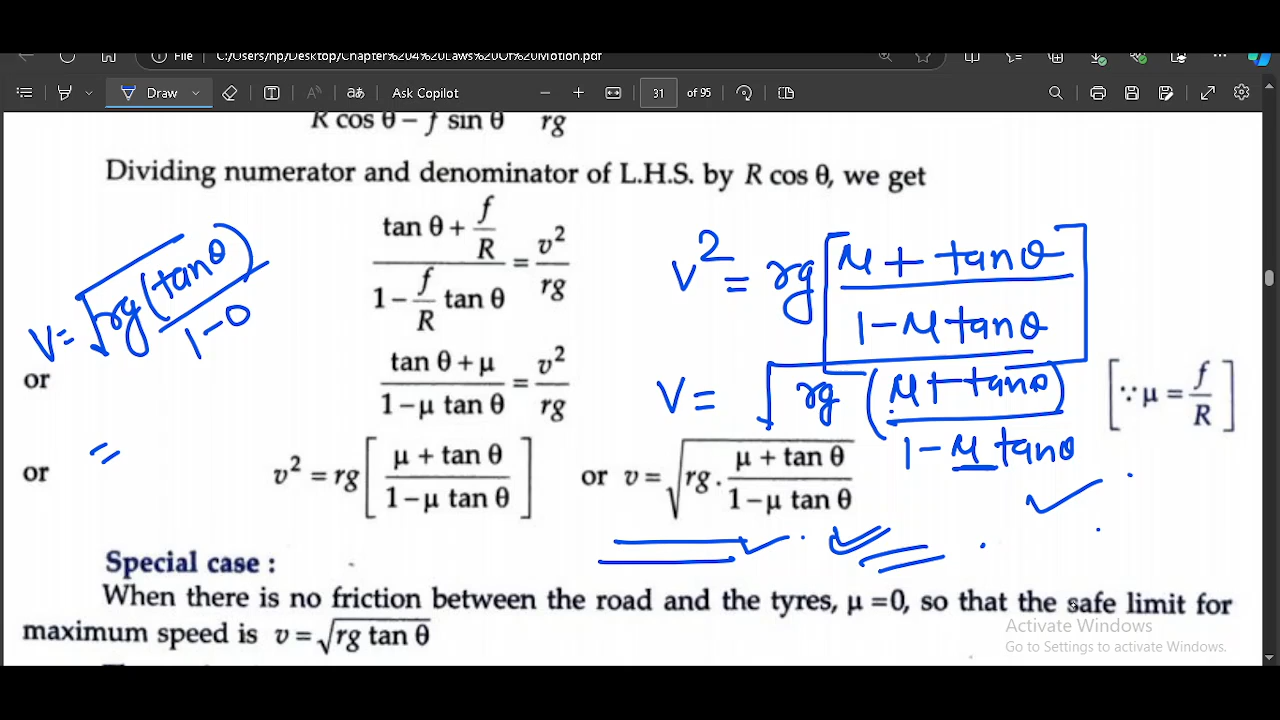 File C:/Users/np/Desktop/Chapter%204%20Laws%20Of%20Motion.pdf
Draw Ask Copilot 31 of 95
R cos θ – f sin θ rg
Dividing numerator and denominator of L.H.S. by R cos θ, we get
tan θ + f/R / 1 – f/R tan θ = v²/rg
V² = rg [μ + tanθ / 1 – μ tanθ]
V = √rg (tanθ) / 1–0
or tan θ + μ / 1 – μ tan θ = v²/rg
V = √rg (μ + tanθ) / 1 – μ tanθ
[∵ μ = f/R]
=
or v² = rg [μ + tan θ / 1 – μ tan θ] or v = √rg . μ + tan θ / 1 – μ tan θ
Special case :
When there is no friction between the road and the tyres, μ =0, so that the safe limit for
maximum speed is v = √rg tan θ
Activate Windows
Go to Settings to activate Windows.